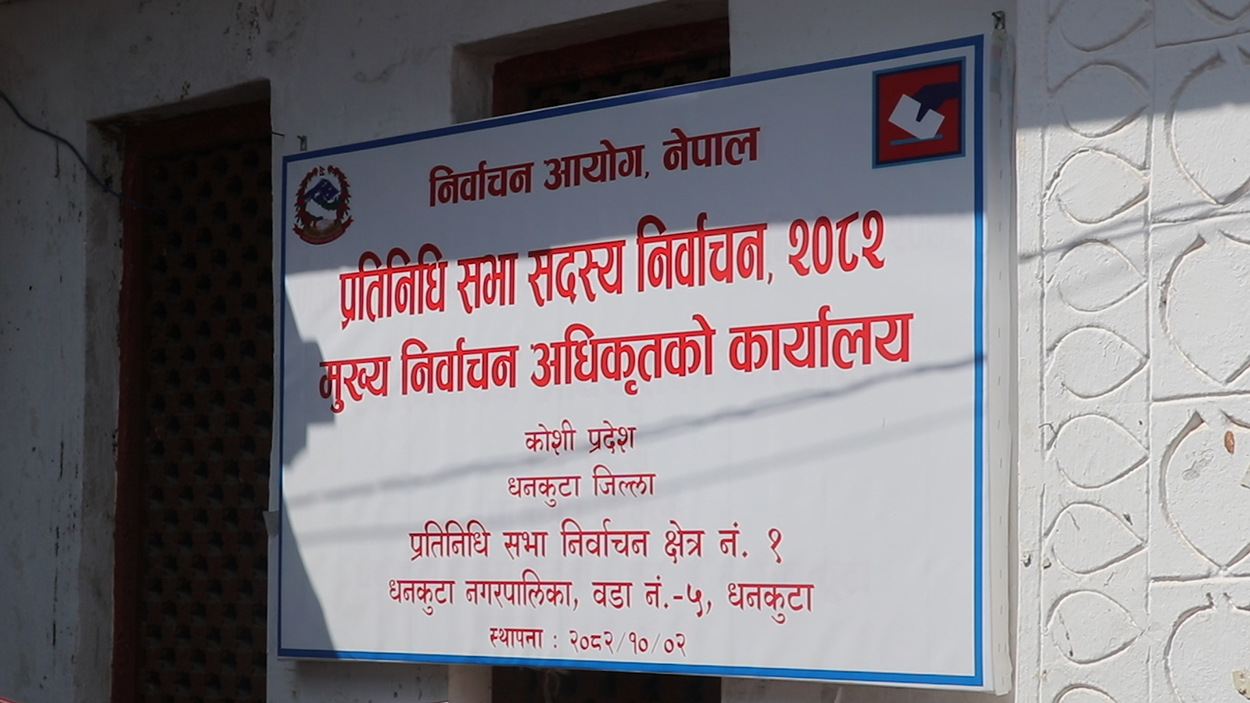 निर्वाचन आयोग, नेपाल
प्रतिनिधि सभा सदस्य निर्वाचन, २०८२
मुख्य निर्वाचन अधिकृतको कार्यालय
कोशी प्रदेश
धनकुटा जिल्ला
प्रतिनिधि सभा निर्वाचन क्षेत्र नं. १
धनकुटा नगरपालिका, वडा नं.-५, धनकुटा
स्थापना : २०८२/१०/०२